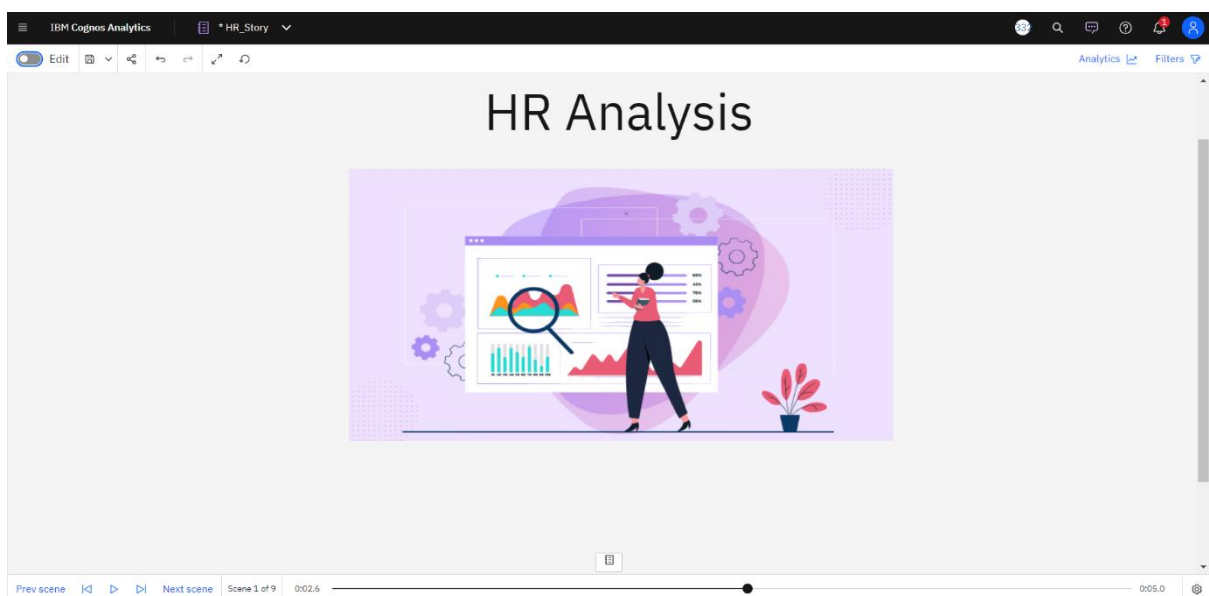 IBM Cognos Analytics
* HR_Story
1
Edit
Analytics
Filters
HR Analysis
Prev scene
Next scene
Scene 1 of 9
0:02.6
0:05.0